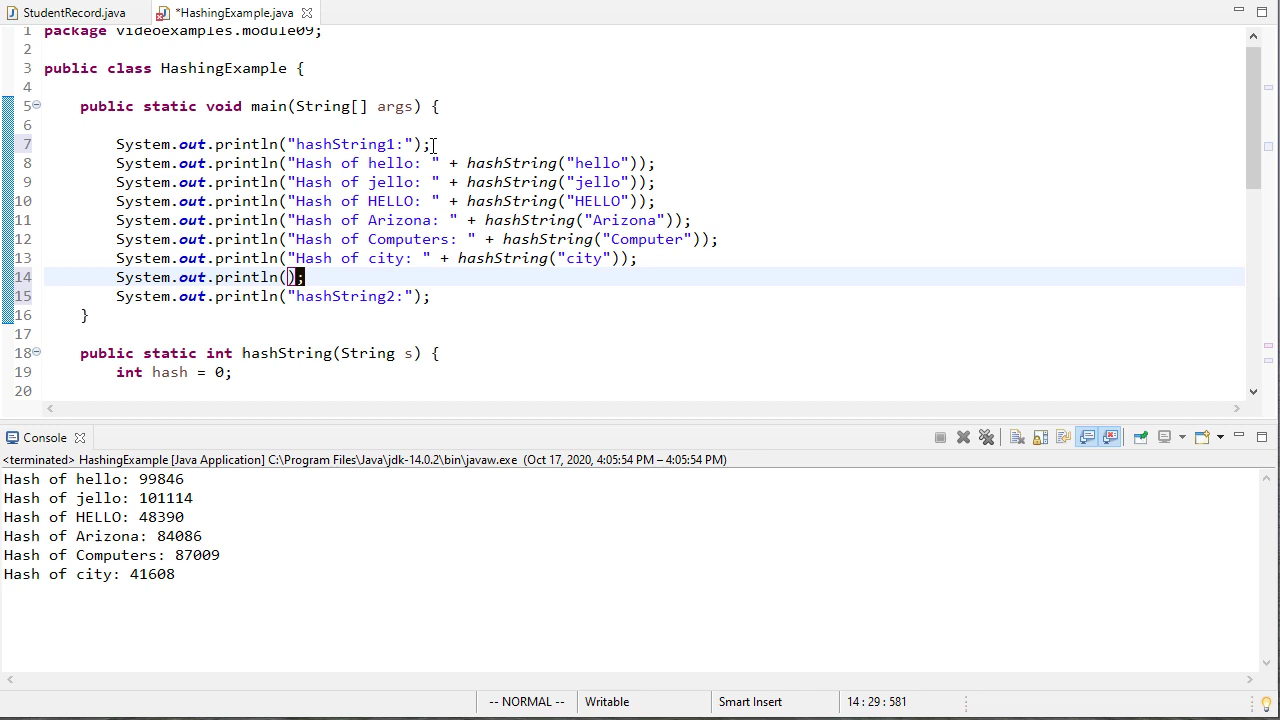 StudentRecord.java *HashingExample.java
1 package videoexamples.module09;
2
3 public class HashingExample {
4
5 public static void main(String[] args) {
6
7 System.out.println("hashString1:");
8 System.out.println("Hash of hello: " + hashString("hello"));
9 System.out.println("Hash of jello: " + hashString("jello"));
10 System.out.println("Hash of HELLO: " + hashString("HELLO"));
11 System.out.println("Hash of Arizona: " + hashString("Arizona"));
12 System.out.println("Hash of Computers: " + hashString("Computer"));
13 System.out.println("Hash of city: " + hashString("city"));
14 System.out.println();
15 System.out.println("hashString2:");
16 }
17
18 public static int hashString(String s) {
19 int hash = 0;
20
Console
<terminated> HashingExample [Java Application] C:\Program Files\Java\jdk-14.0.2\bin\javaw.exe (Oct 17, 2020, 4:05:54 PM – 4:05:54 PM)
Hash of hello: 99846
Hash of jello: 101114
Hash of HELLO: 48390
Hash of Arizona: 84086
Hash of Computers: 87009
Hash of city: 41608
-- NORMAL -- Writable Smart Insert 14 : 29 : 581